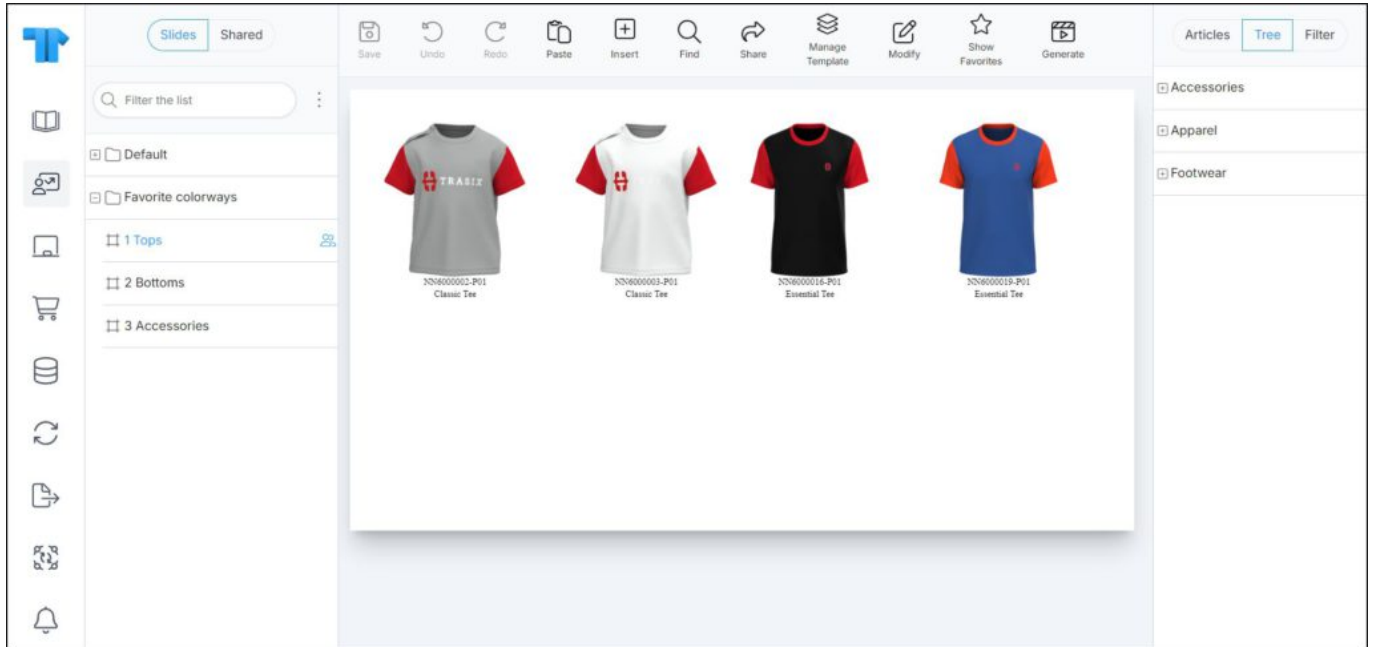 Slides
Shared
Save
Undo
Redo
Paste
Insert
Find
Share
Manage
Template
Modify
Show
Favorites
Generate
Articles
Tree
Filter
Filter the list
Default
Favorite colorways
1 Tops
2 Bottoms
3 Accessories
TRASIX
NN6000002-P01
Classic Tee
NN6000003-P01
Classic Tee
NN6000016-P01
Essential Tee
NN6000019-P01
Essential Tee
Accessories
Apparel
Footwear